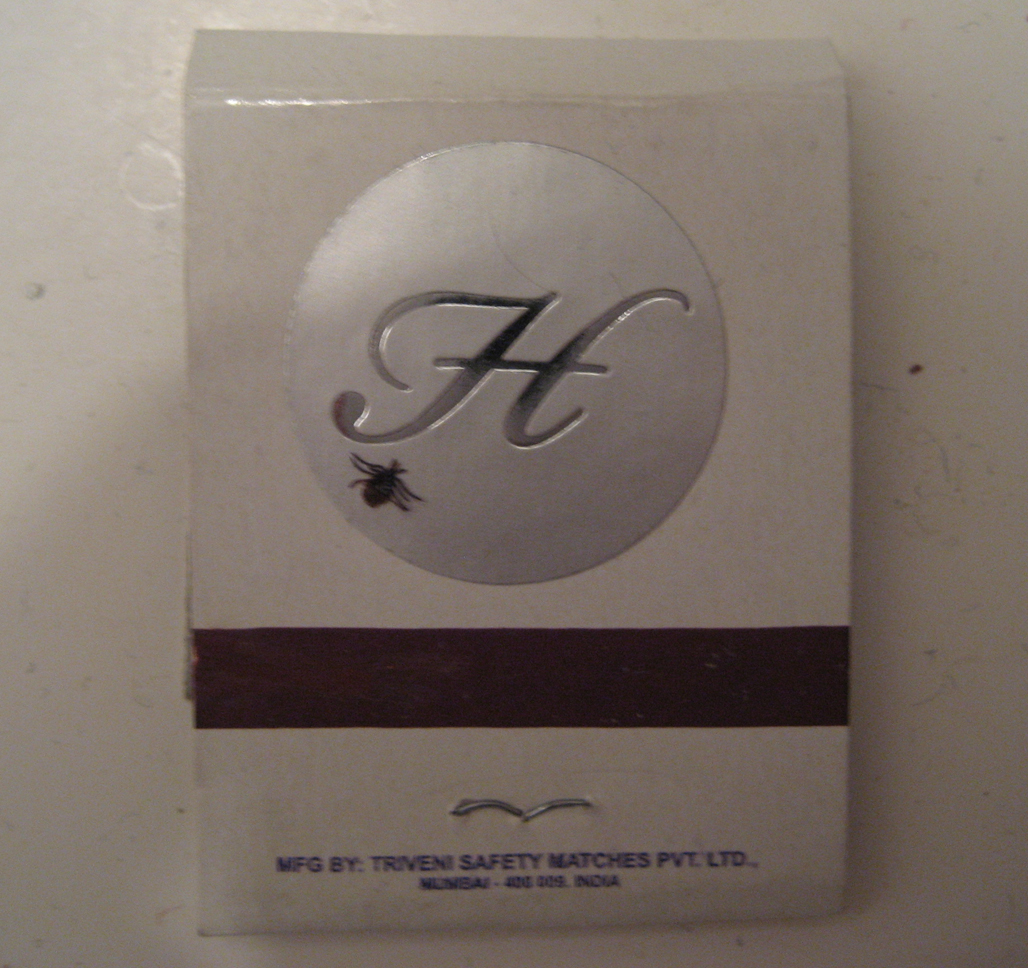 H
MFG BY: TRIVENI SAFETY MATCHES PVT. LTD.,
MUMBAI - 400 009. INDIA